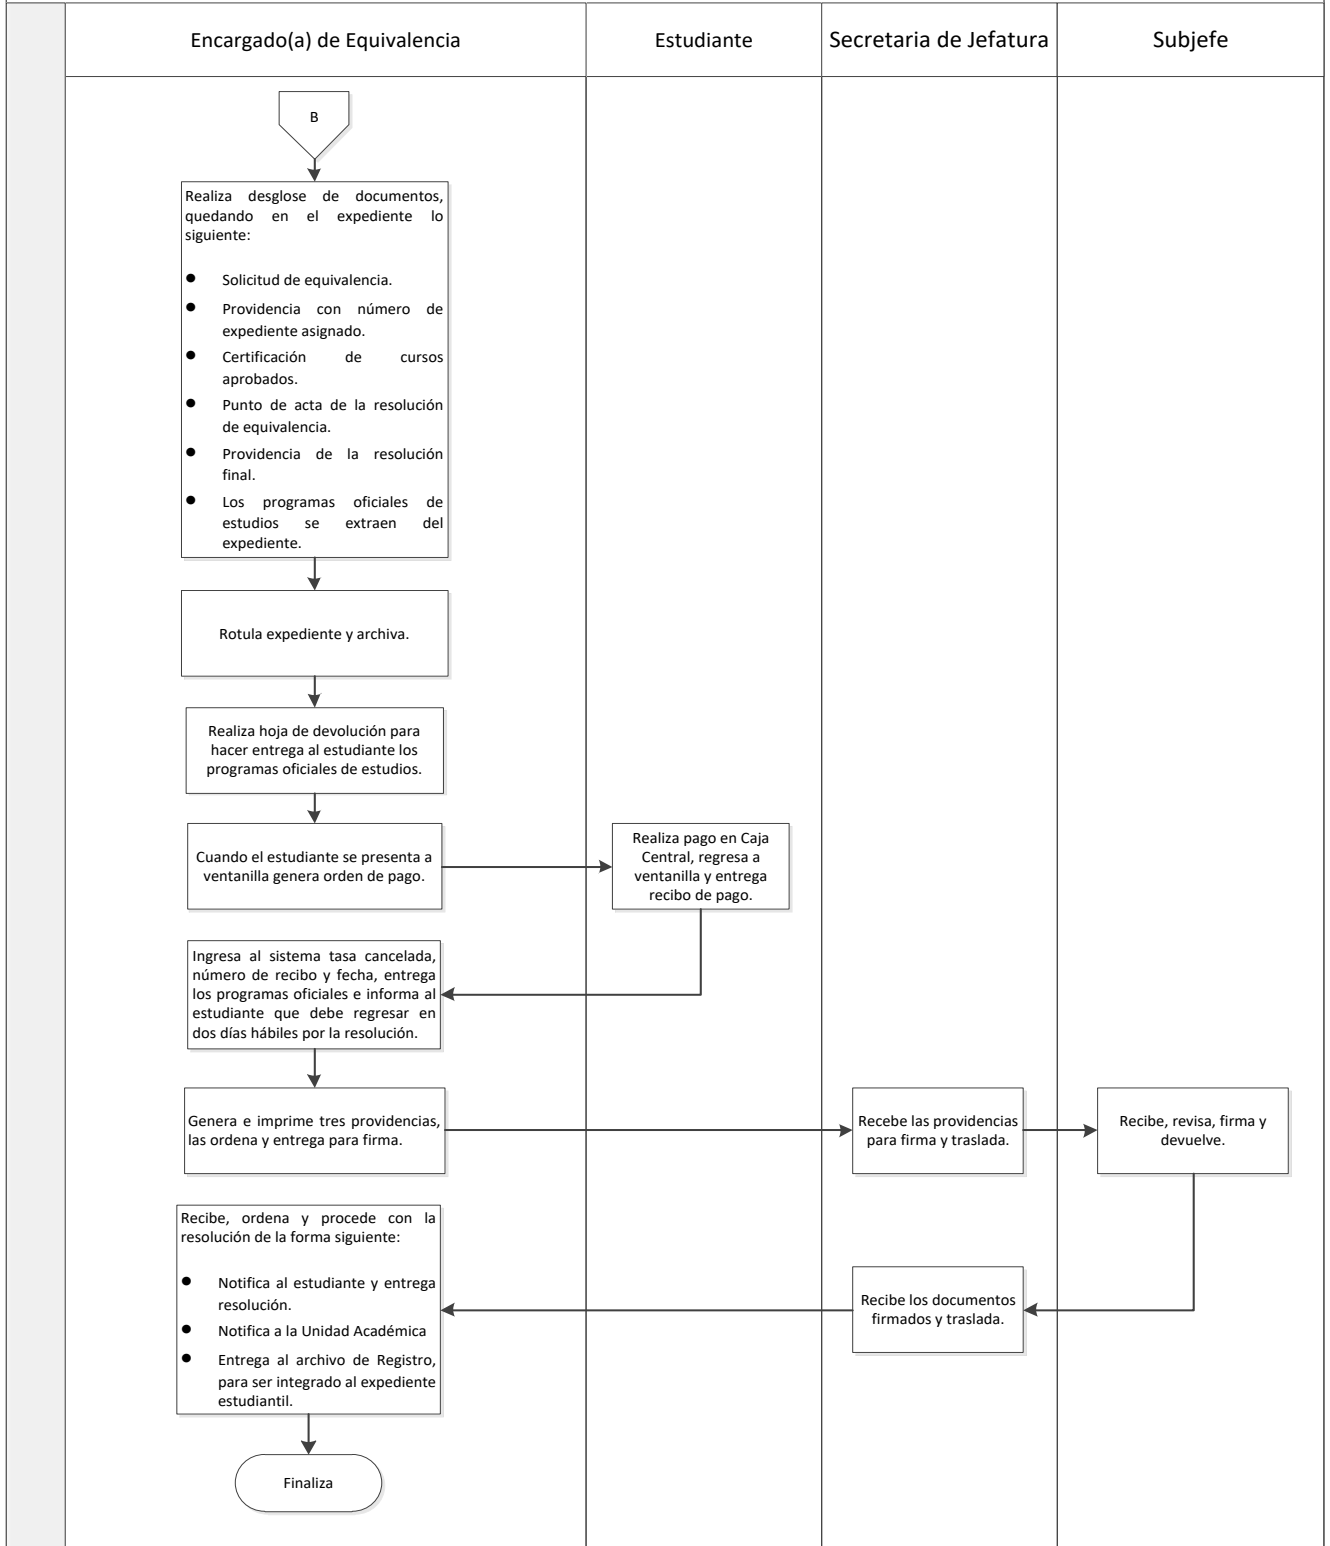 Encargado(a) de Equivalencia
Estudiante
Secretaria de Jefatura
Subjefe
B
Realiza desglose de documentos,
quedando en el expediente lo
siguiente:
● Solicitud de equivalencia.
● Providencia con número de
expediente asignado.
● Certificación de cursos
aprobados.
● Punto de acta de la resolución
de equivalencia.
● Providencia de la resolución
final.
● Los programas oficiales de
estudios se extraen del
expediente.
Rotula expediente y archiva.
Realiza hoja de devolución para
hacer entrega al estudiante los
programas oficiales de estudios.
Cuando el estudiante se presenta a
ventanilla genera orden de pago.
Realiza pago en Caja
Central, regresa a
ventanilla y entrega
recibo de pago.
Ingresa al sistema tasa cancelada,
número de recibo y fecha, entrega
los programas oficiales e informa al
estudiante que debe regresar en
dos días hábiles por la resolución.
Genera e imprime tres providencias,
las ordena y entrega para firma.
Recebe las providencias
para firma y traslada.
Recibe, revisa, firma y
devuelve.
Recibe los documentos
firmados y traslada.
Recibe, ordena y procede con la
resolución de la forma siguiente:
● Notifica al estudiante y entrega
resolución.
● Notifica a la Unidad Académica
● Entrega al archivo de Registro,
para ser integrado al expediente
estudiantil.
Finaliza